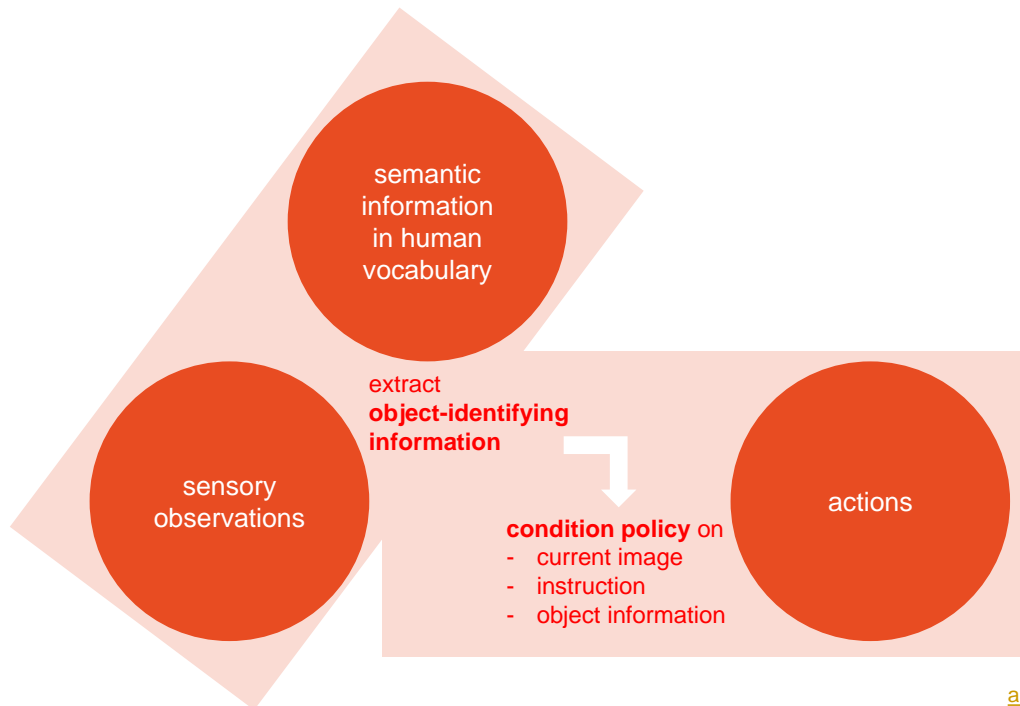 semantic
information
in human
vocabulary
extract
object-identifying
information
sensory
observations
condition policy on
- current image
- instruction
- object information
actions
a